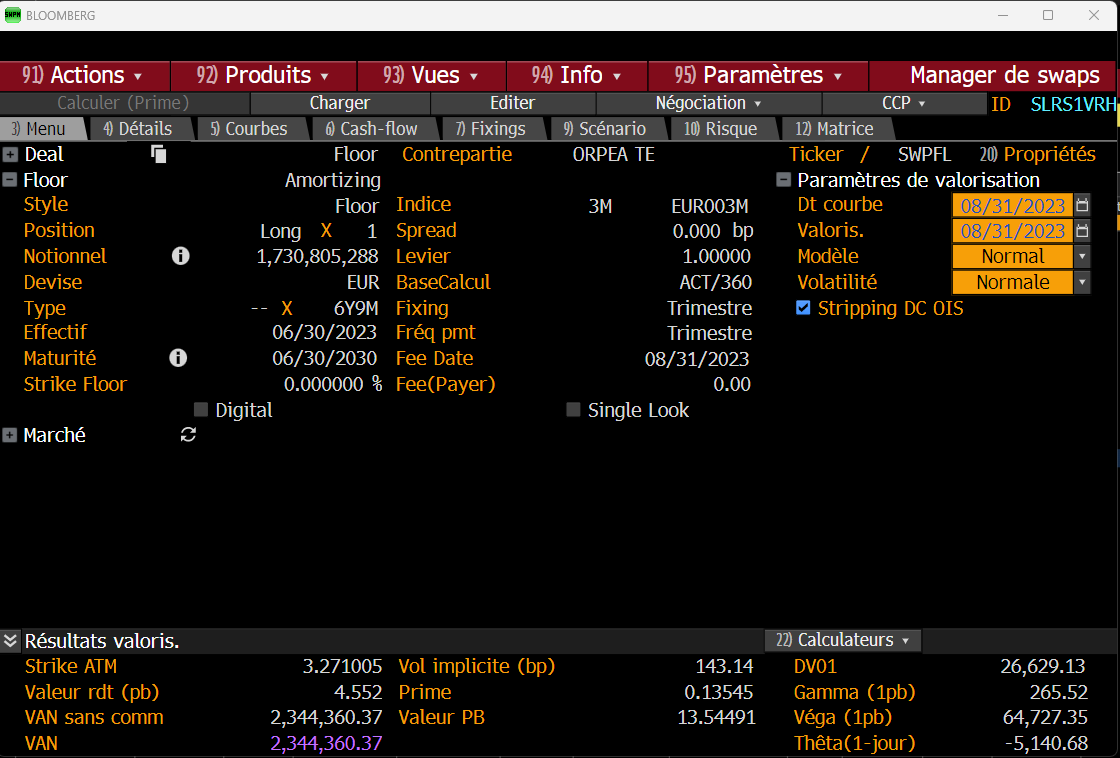 SWPM BLOOMBERG
91) Actions 92) Produits 93) Vues 94) Info 95) Paramètres Manager de swaps
Calculer (Prime) Charger Editer Négociation CCP ID SLRS1VRH
3) Menu 4) Détails 5) Courbes 6) Cash-flow 7) Fixings 9) Scénario 10) Risque 12) Matrice
Deal Floor Contrepartie ORPEA TE Ticker / SWPFL 20) Propriétés
Floor Amortizing Paramètres de valorisation
Style Floor Indice 3M EUR003M Dt courbe 08/31/2023
Position Long X 1 Spread 0.000 bp Valoris. 08/31/2023
Notionnel 1,730,805,288 Levier 1.00000 Modèle Normal
Devise EUR BaseCalcul ACT/360 Volatilité Normale
Type -- X 6Y9M Fixing Trimestre Stripping DC OIS
Effectif 06/30/2023 Fréq pmt Trimestre
Maturité 06/30/2030 Fee Date 08/31/2023
Strike Floor 0.000000 % Fee(Payer) 0.00
Digital Single Look
Marché
Résultats valoris. 22) Calculateurs
Strike ATM 3.271005 Vol implicite (bp) 143.14 DV01 26,629.13
Valeur rdt (pb) 4.552 Prime 0.13545 Gamma (1pb) 265.52
VAN sans comm 2,344,360.37 Valeur PB 13.54491 Véga (1pb) 64,727.35
VAN 2,344,360.37 Thêta(1-jour) -5,140.68